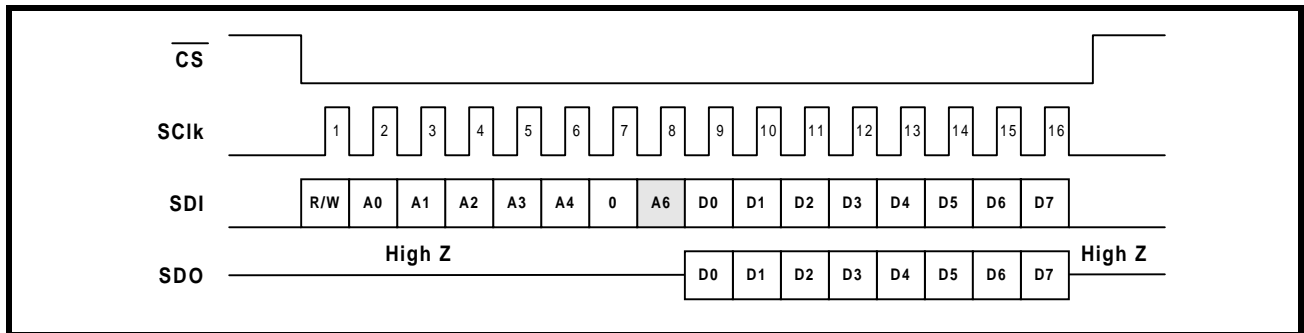 CS
SClk 1 2 3 4 5 6 7 8 9 10 11 12 13 14 15 16
SDI R/W A0 A1 A2 A3 A4 0 A6 D0 D1 D2 D3 D4 D5 D6 D7
High Z High Z
SDO D0 D1 D2 D3 D4 D5 D6 D7